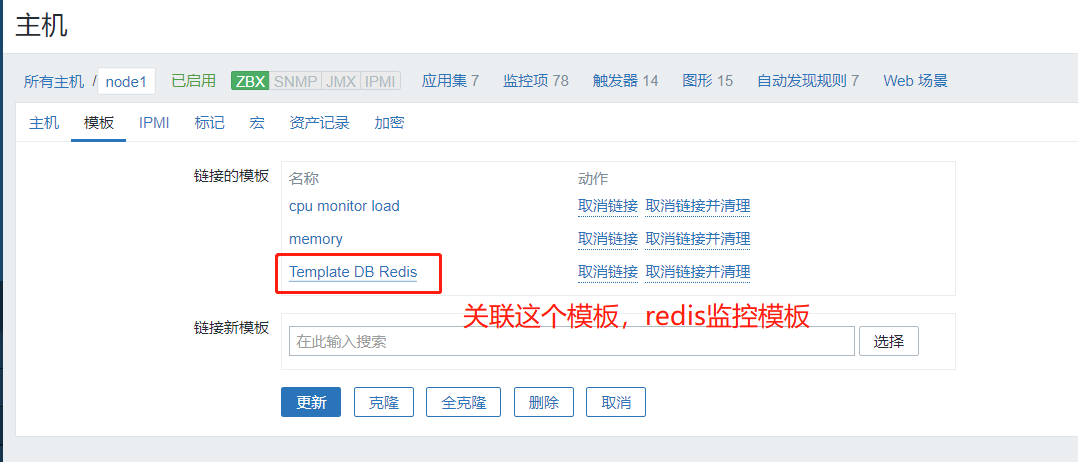 主机
所有主机 / node1 已启用 ZBX SNMP JMX IPMI 应用集 7 监控项 78 触发器 14 图形 15 自动发现规则 7 Web 场景
主机 模板 IPMI 标记 宏 资产记录 加密
链接的模板 名称 动作
cpu monitor load 取消链接 取消链接并清理
memory 取消链接 取消链接并清理
Template DB Redis 取消链接 取消链接并清理
关联这个模板，redis监控模板
链接新模板
在此输入搜索 选择
更新 克隆 全克隆 删除 取消